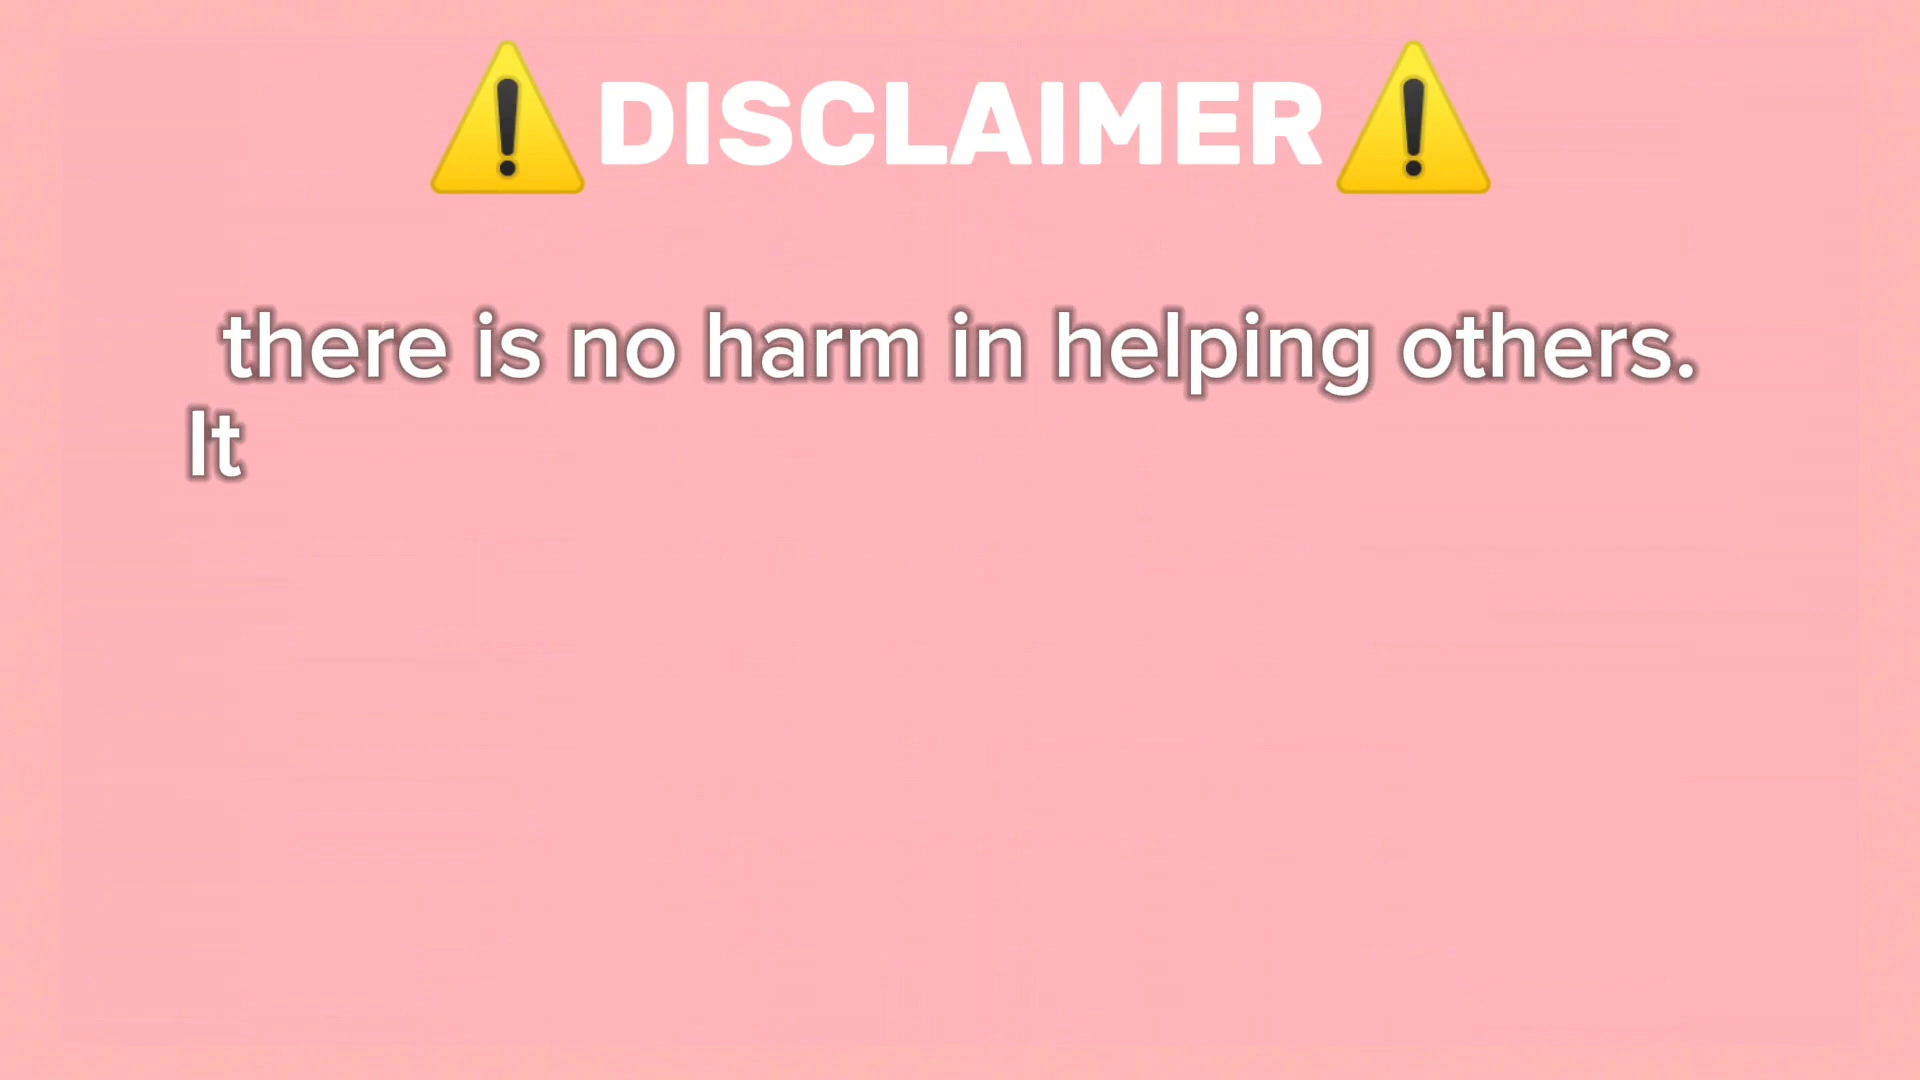 ⚠️DISCLAIMER⚠️
there is no harm in helping others.
It